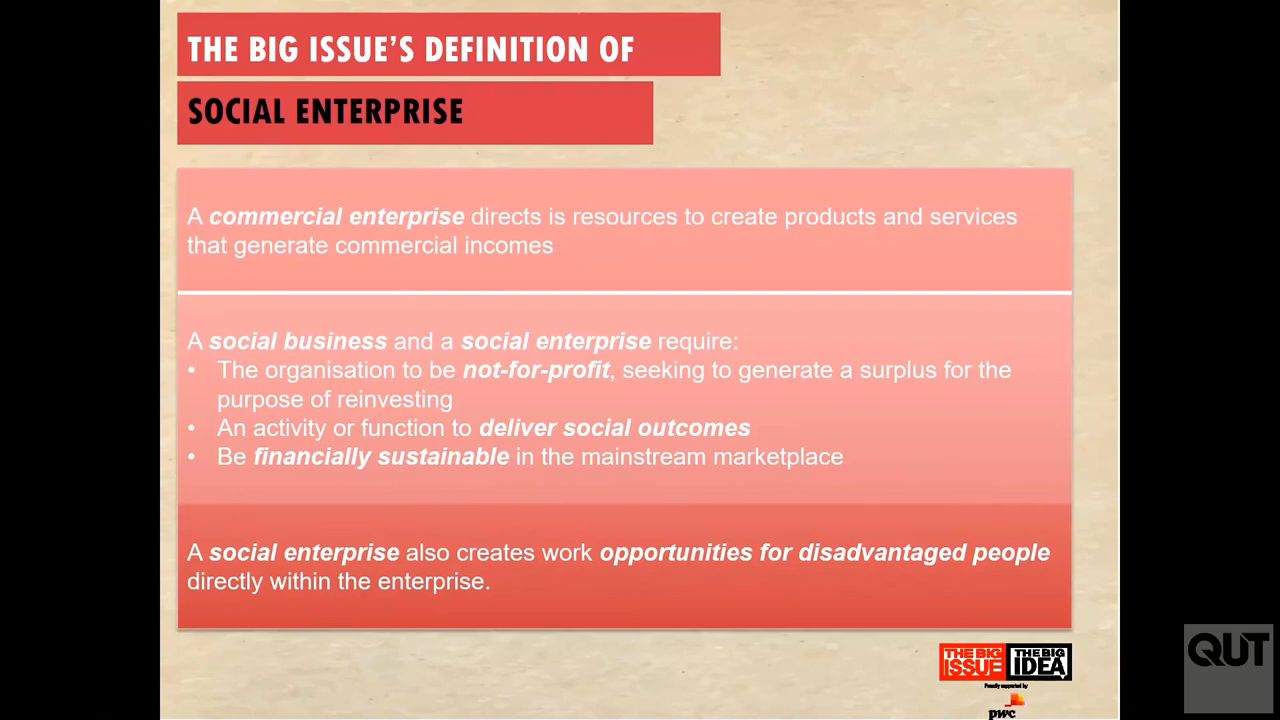 THE BIG ISSUE’S DEFINITION OF
SOCIAL ENTERPRISE
A commercial enterprise directs is resources to create products and services
that generate commercial incomes
A social business and a social enterprise require:
• The organisation to be not-for-profit, seeking to generate a surplus for the
purpose of reinvesting
• An activity or function to deliver social outcomes
• Be financially sustainable in the mainstream marketplace
A social enterprise also creates work opportunities for disadvantaged people
directly within the enterprise.
THE BIG ISSUE
THE BIG IDEA
Proudly supported by
pwc
QUT